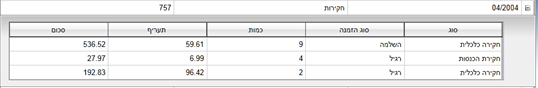 04/2004 חקירות 757
סוג סוג הזמנה כמות תעריף סכום
חקירה כלכלית השלמה 9 59.61 536.52
חקירת הכנסות רגיל 4 6.99 27.97
חקירה כלכלית רגיל 2 96.42 192.83